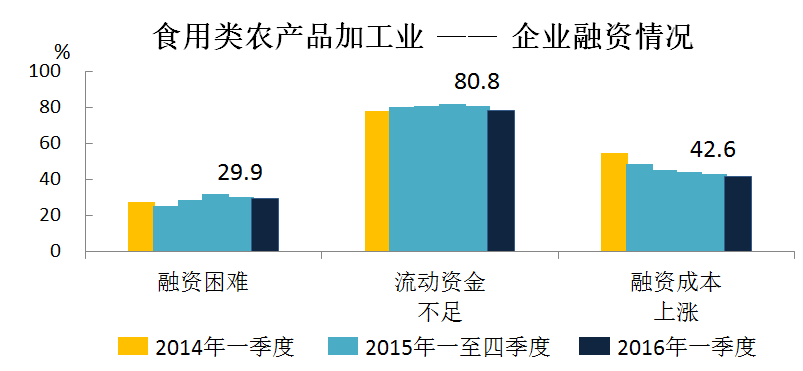 食用类农产品加工业 —— 企业融资情况
%
100
80
60
40
20
0
29.9
80.8
42.6
融资困难
流动资金
不足
融资成本
上涨
2014年一季度
2015年一至四季度
2016年一季度